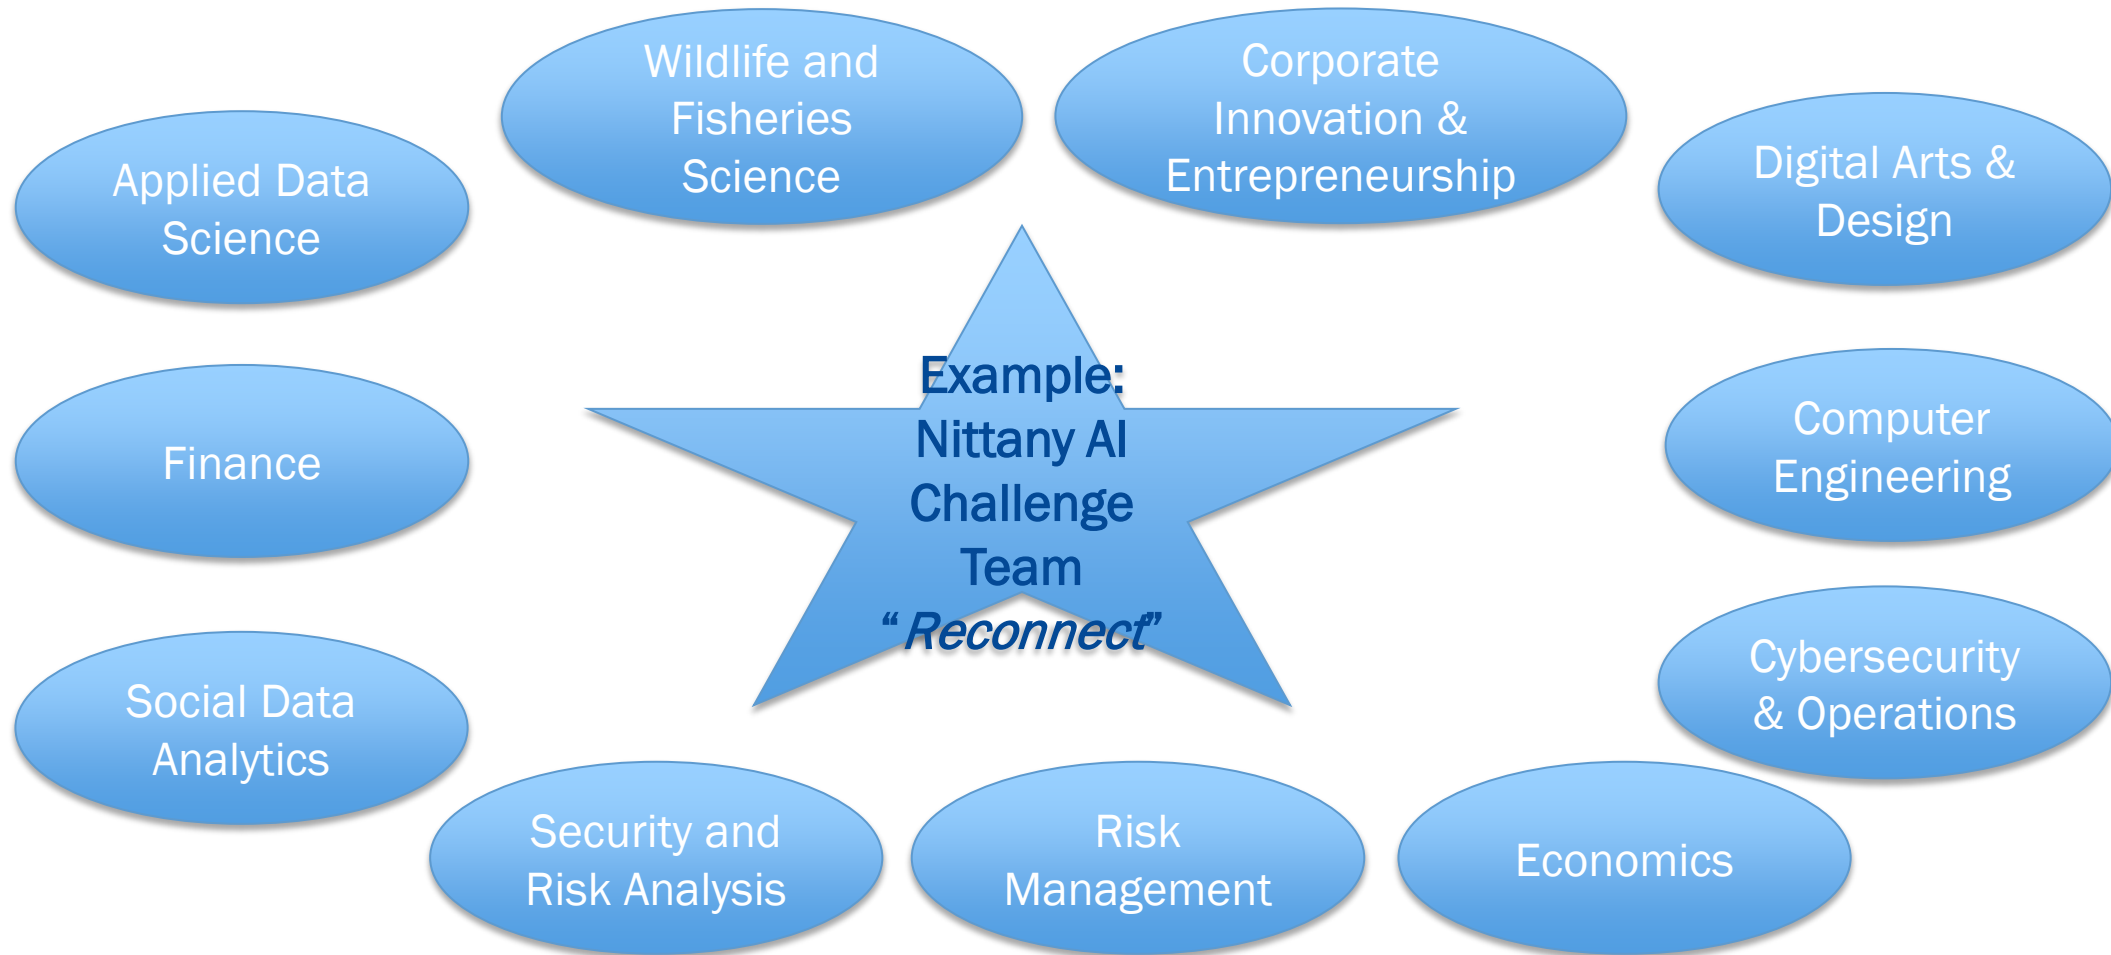 Wildlife and
Fisheries
Science
Corporate
Innovation &
Entrepreneurship
Applied Data
Science
Digital Arts &
Design
Example:
Nittany AI
Challenge
Team
“Reconnect”
Finance
Computer
Engineering
Social Data
Analytics
Cybersecurity
& Operations
Security and
Risk Analysis
Risk
Management
Economics